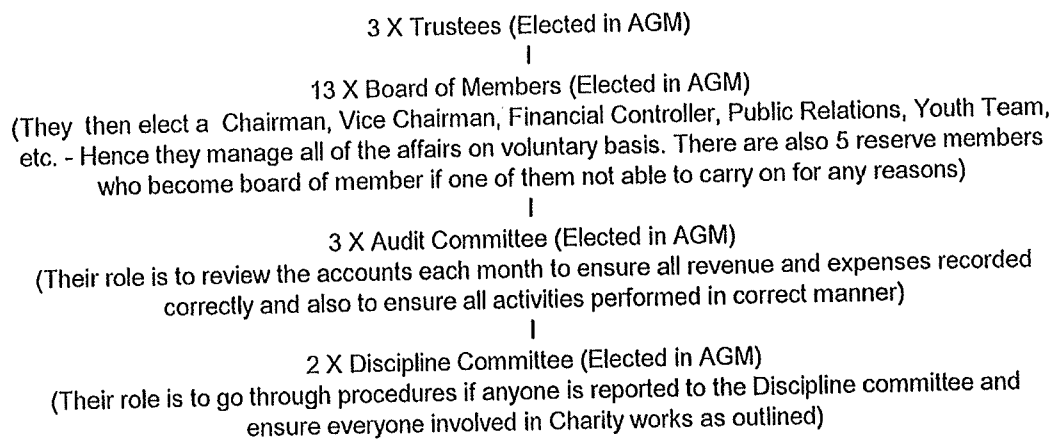 3 X Trustees (Elected in AGM)
13 X Board of Members (Elected in AGM)
(They then elect a Chairman, Vice Chairman, Financial Controller, Public Relations, Youth Team,
etc. - Hence they manage all of the affairs on voluntary basis. There are also 5 reserve members
who become board of member if one of them not able to carry on for any reasons)
3 X Audit Committee (Elected in AGM)
(Their role is to review the accounts each month to ensure all revenue and expenses recorded
correctly and also to ensure all activities performed in correct manner)
2 X Discipline Committee (Elected in AGM)
(Their role is to go through procedures if anyone is reported to the Discipline committee and
ensure everyone involved in Charity works as outlined)